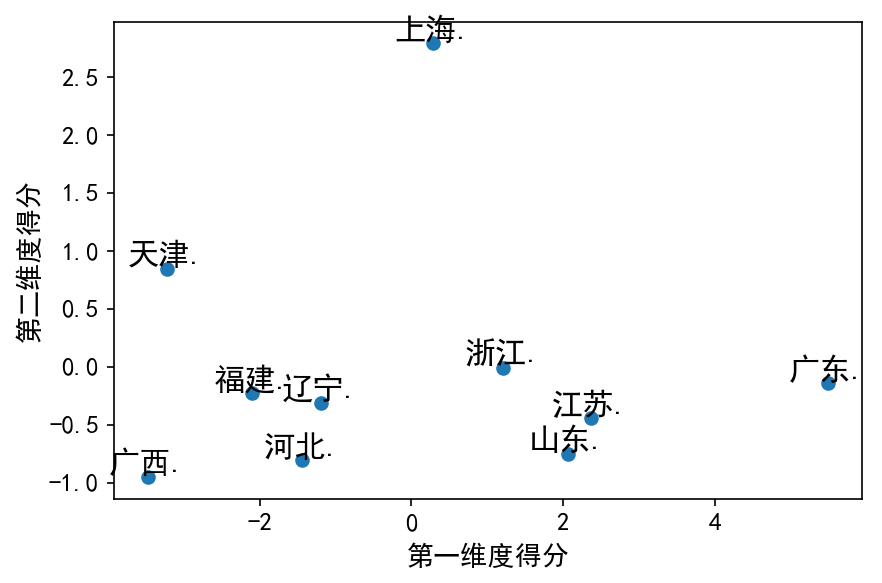 上海.
2.5
2.0
1.5
1.0
0.5
0.0
−0.5
−1.0
第二维度得分
天津.
浙江.
广东.
福建.
辽宁.
江苏.
山东.
河北.
广西.
−2
0
2
4
第一维度得分